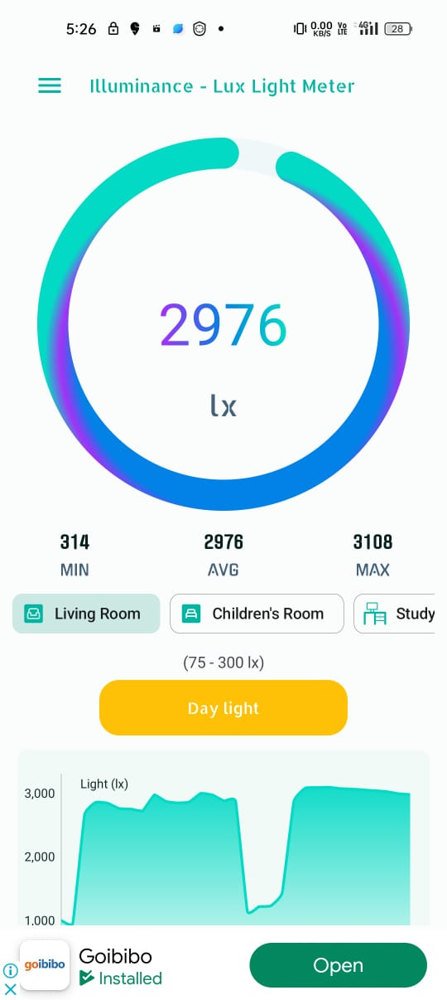 5:26 0.00 KB/S Vo LTE 4G+ 28
Illuminance - Lux Light Meter
2976
lx
314 2976 3108
MIN AVG MAX
Living Room Children's Room Study
(75 - 300 lx)
Day light
Light (lx)
3,000
2,000
1,000
goibibo
Goibibo
Installed
Open